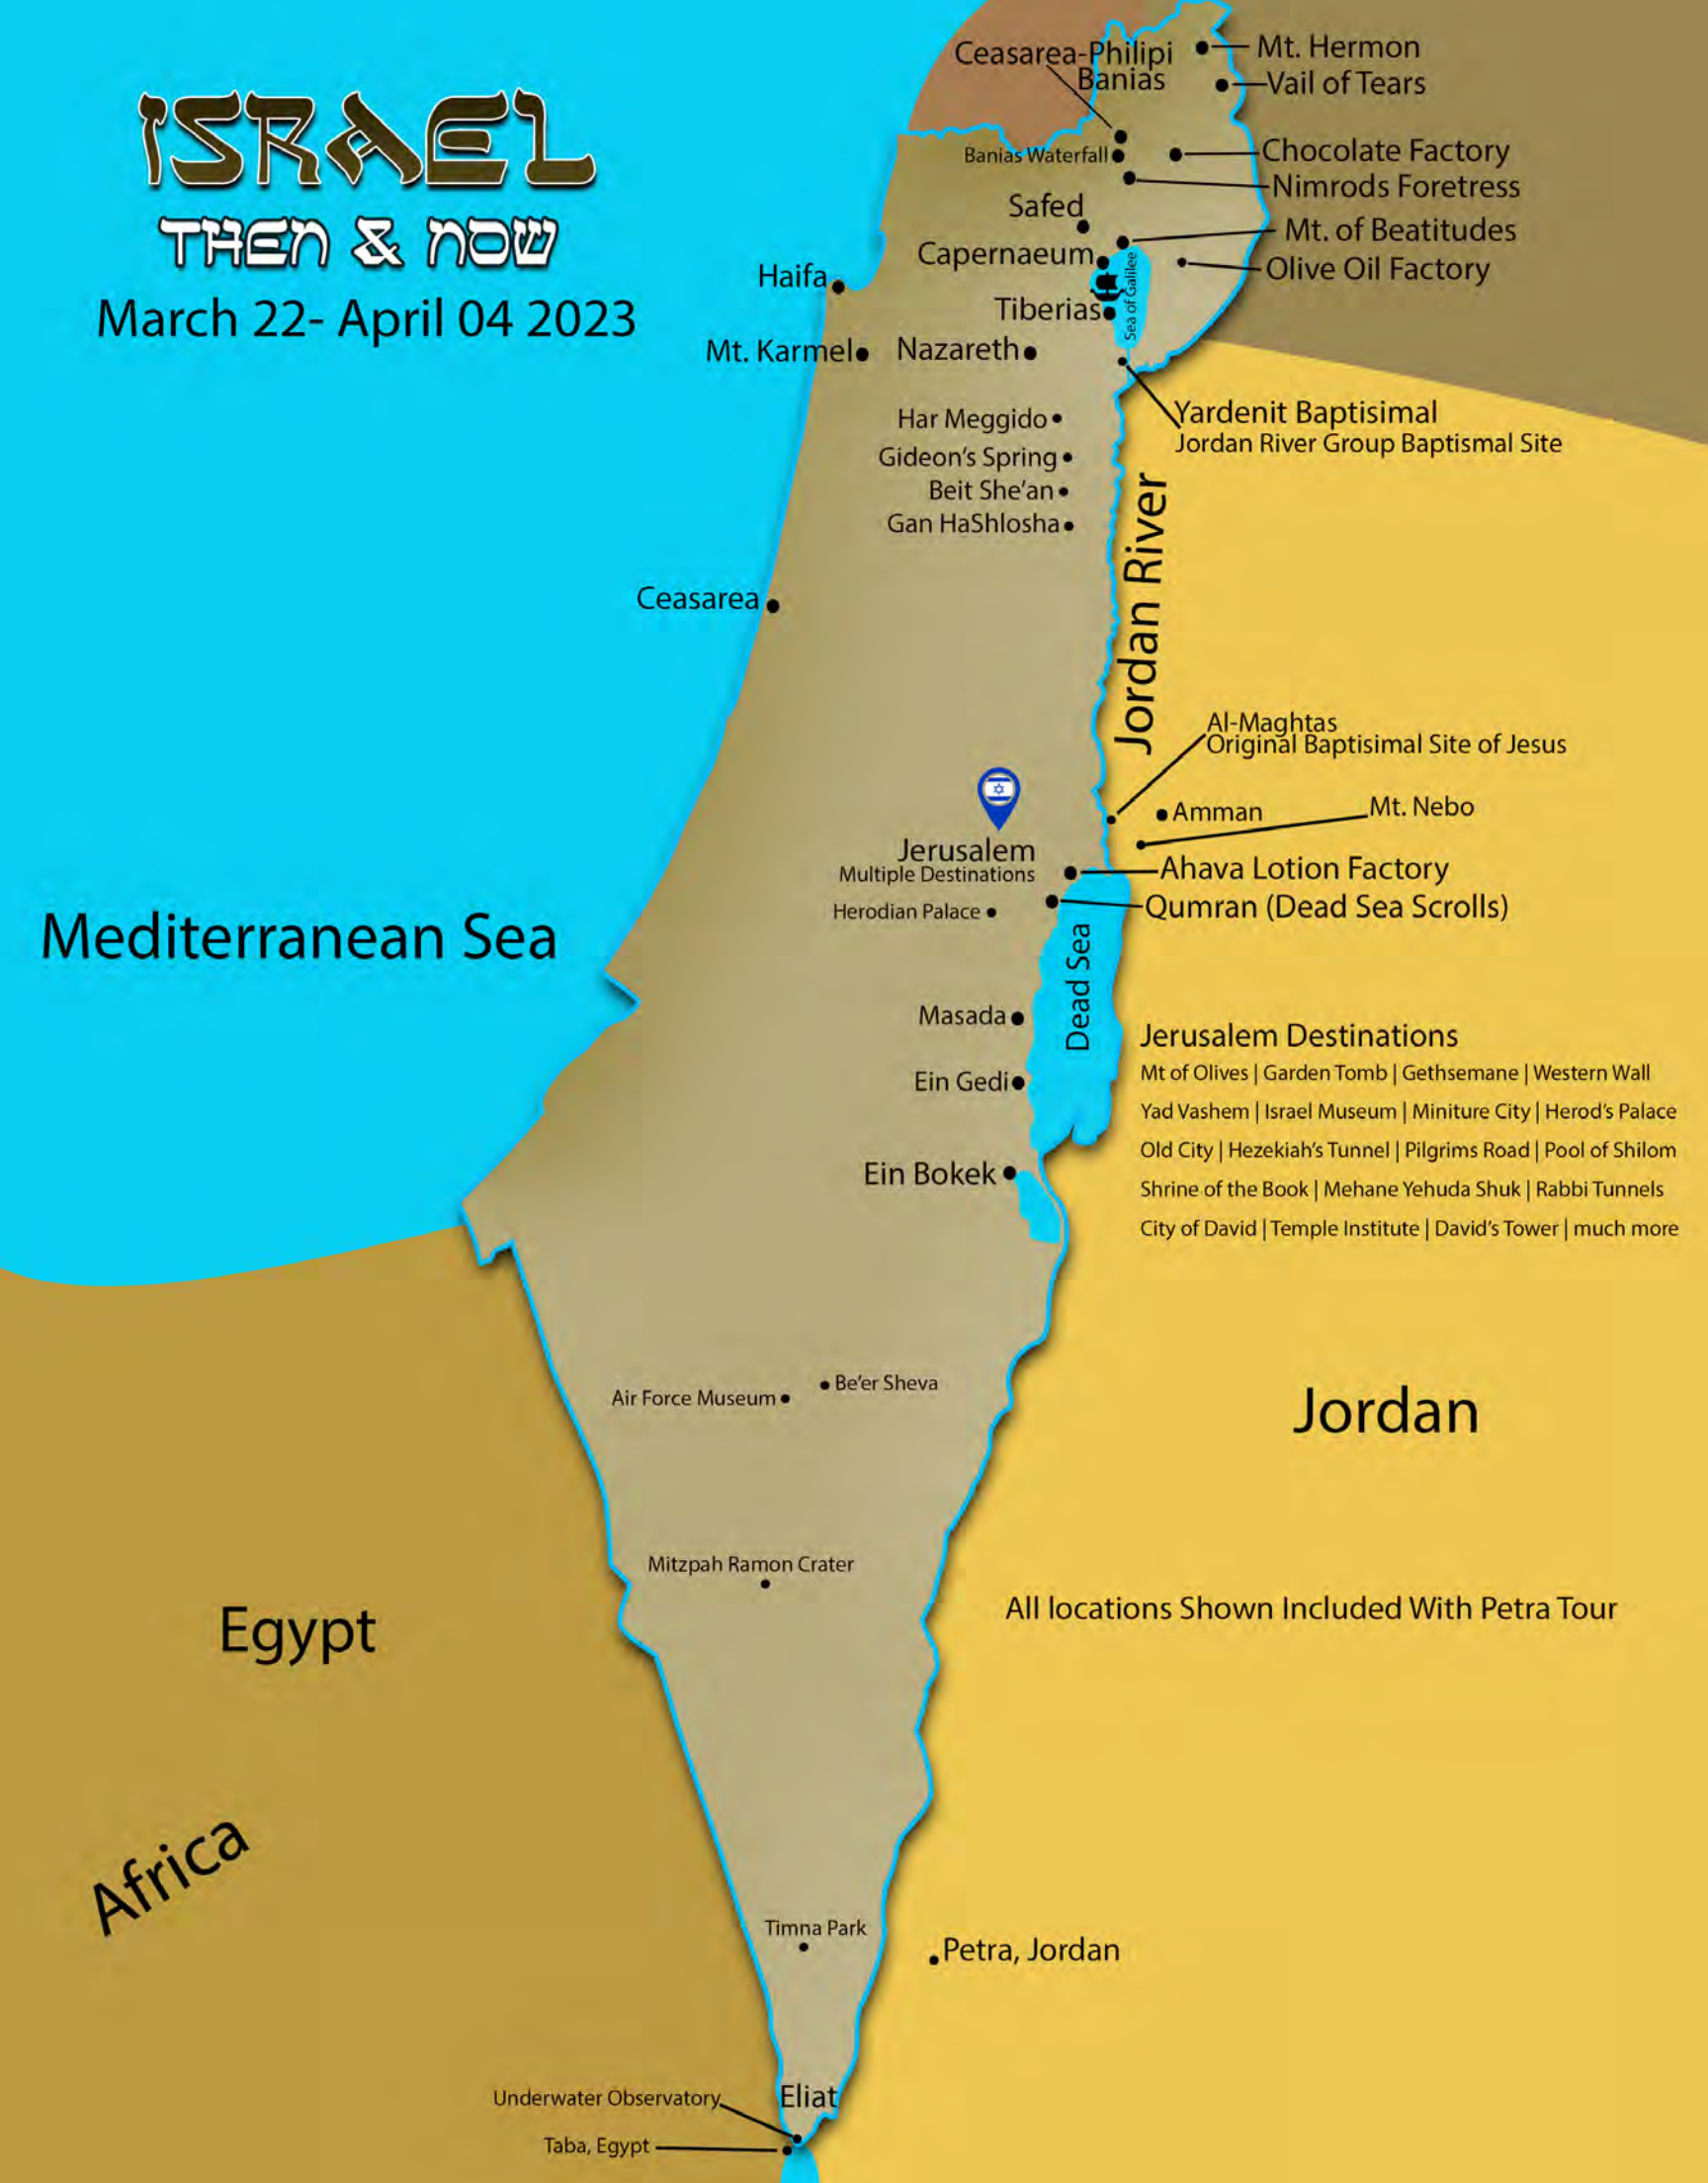 ISRAEL
THEN & NOW
March 22- April 04 2023
Ceasarea-Philipi
Banias
Mt. Hermon
Vail of Tears
Banias Waterfall
Chocolate Factory
Nimrods Foretress
Safed
Mt. of Beatitudes
Capernaeum
Olive Oil Factory
Haifa
Sea of Galilee
Tiberias
Mt. Karmel
Nazareth
Yardenit Baptisimal
Jordan River Group Baptismal Site
Har Meggido
Gideon's Spring
Beit She'an
Gan HaShlosha
Jordan River
Ceasarea
Al-Maghtas
Original Baptisimal Site of Jesus
Amman
Mt. Nebo
Jerusalem
Multiple Destinations
Ahava Lotion Factory
Herodian Palace
Qumran (Dead Sea Scrolls)
Mediterranean Sea
Dead Sea
Masada
Ein Gedi
Ein Bokek
Jerusalem Destinations
Mt of Olives | Garden Tomb | Gethsemane | Western Wall
Yad Vashem | Israel Museum | Miniture City | Herod's Palace
Old City | Hezekiah's Tunnel | Pilgrims Road | Pool of Shilom
Shrine of the Book | Mehane Yehuda Shuk | Rabbi Tunnels
City of David | Temple Institute | David's Tower | much more
Be'er Sheva
Air Force Museum
Jordan
Mitzpah Ramon Crater
Egypt
All locations Shown Included With Petra Tour
Africa
Timna Park
Petra, Jordan
Eliat
Underwater Observatory
Taba, Egypt